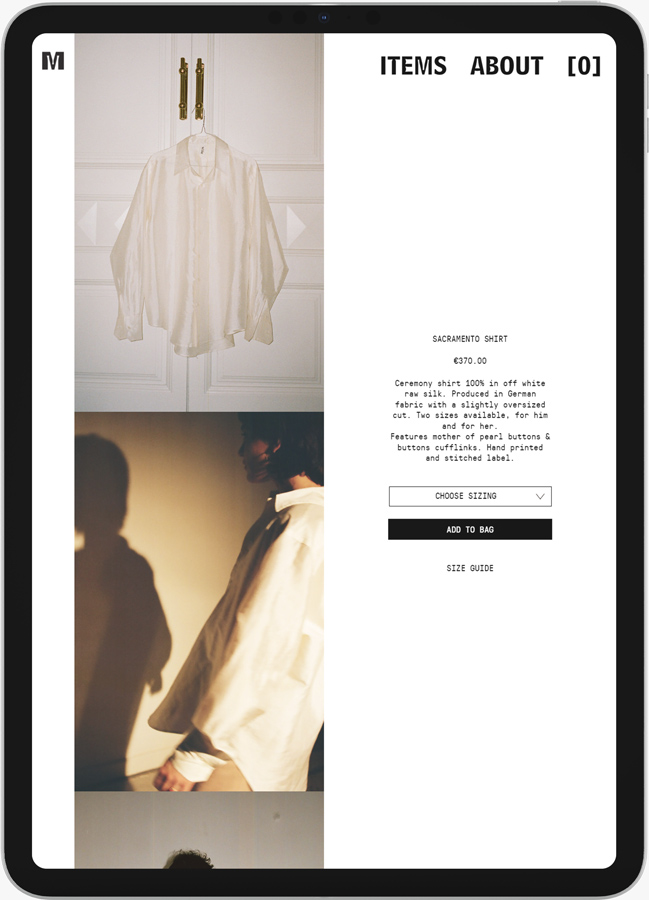 M
ITEMS ABOUT [0]
SACRAMENTO SHIRT
€370.00
Ceremony shirt 100% in off white
raw silk. Produced in German
fabric with a slightly oversized
cut. Two sizes available, for him
and for her.
Features mother of pearl buttons &
buttons cufflinks. Hand printed
and stitched label.
CHOOSE SIZING
ADD TO BAG
SIZE GUIDE